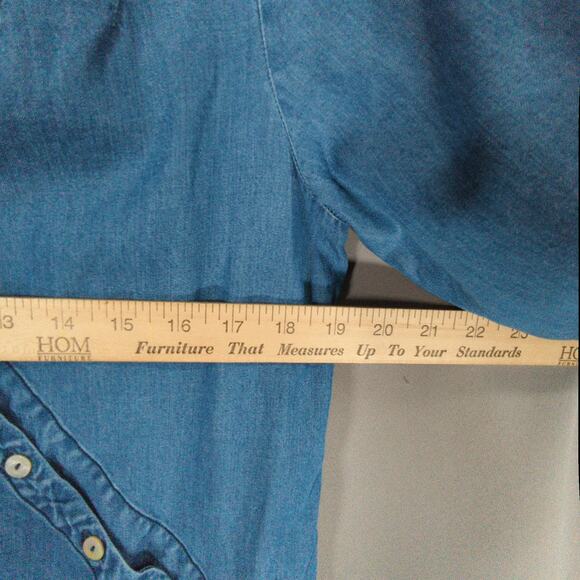 13 14 15 16 17 18 19 20 21 22 23
HOM Furniture That Measures Up To Your Standards
FURNITURE